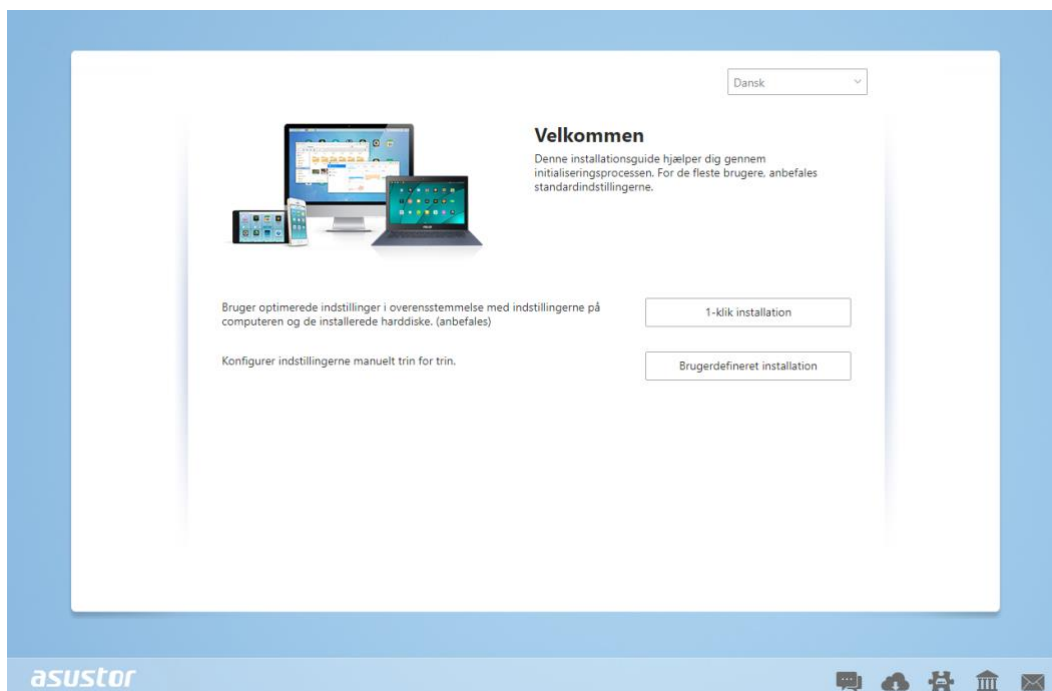 Dansk
Velkommen
Denne installationsguide hjælper dig gennem
initialiseringsprocessen. For de fleste brugere, anbefales
standardindstillingerne.
Bruger optimerede indstillinger i overensstemmelse med indstillingerne på
computeren og de installerede harddiske. (anbefales)
1-klik installation
Konfigurer indstillingerne manuelt trin for trin.
Brugerdefineret installation
asustor